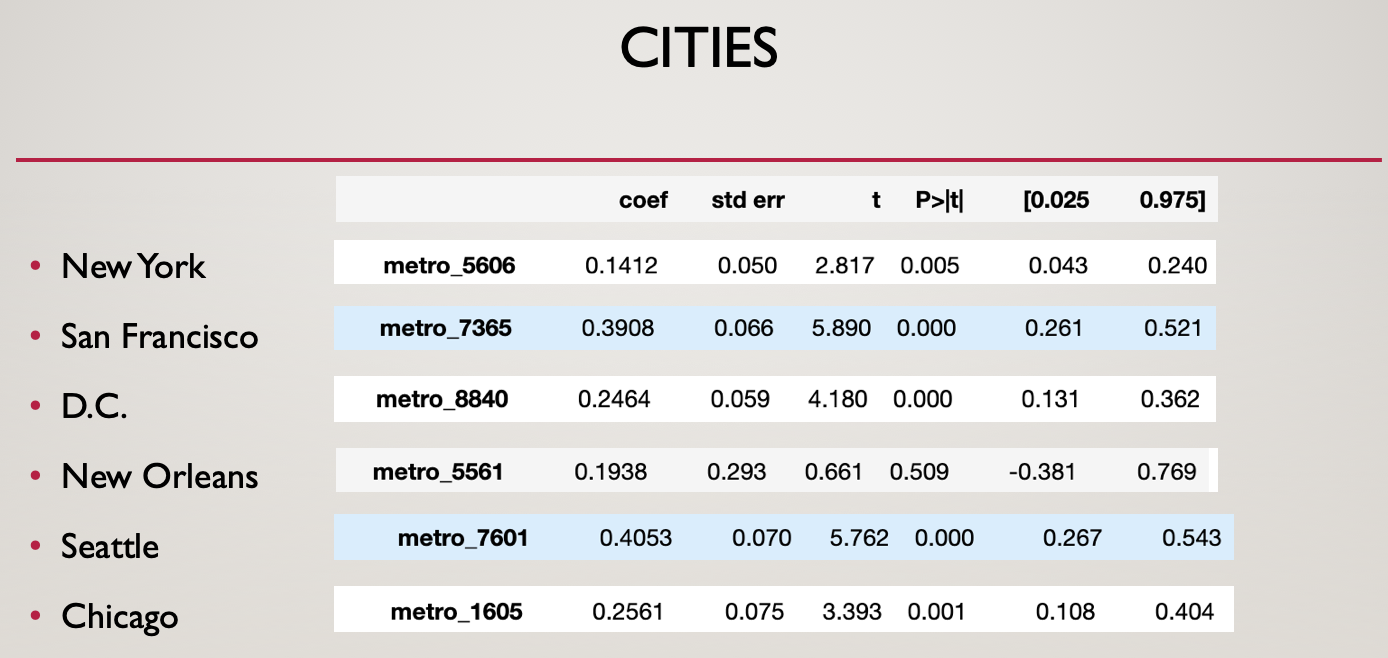 CITIES
coef std err t P>|t| [0.025 0.975]
• New York metro_5606 0.1412 0.050 2.817 0.005 0.043 0.240
• San Francisco metro_7365 0.3908 0.066 5.890 0.000 0.261 0.521
• D.C. metro_8840 0.2464 0.059 4.180 0.000 0.131 0.362
• New Orleans metro_5561 0.1938 0.293 0.661 0.509 -0.381 0.769
• Seattle metro_7601 0.4053 0.070 5.762 0.000 0.267 0.543
• Chicago metro_1605 0.2561 0.075 3.393 0.001 0.108 0.404